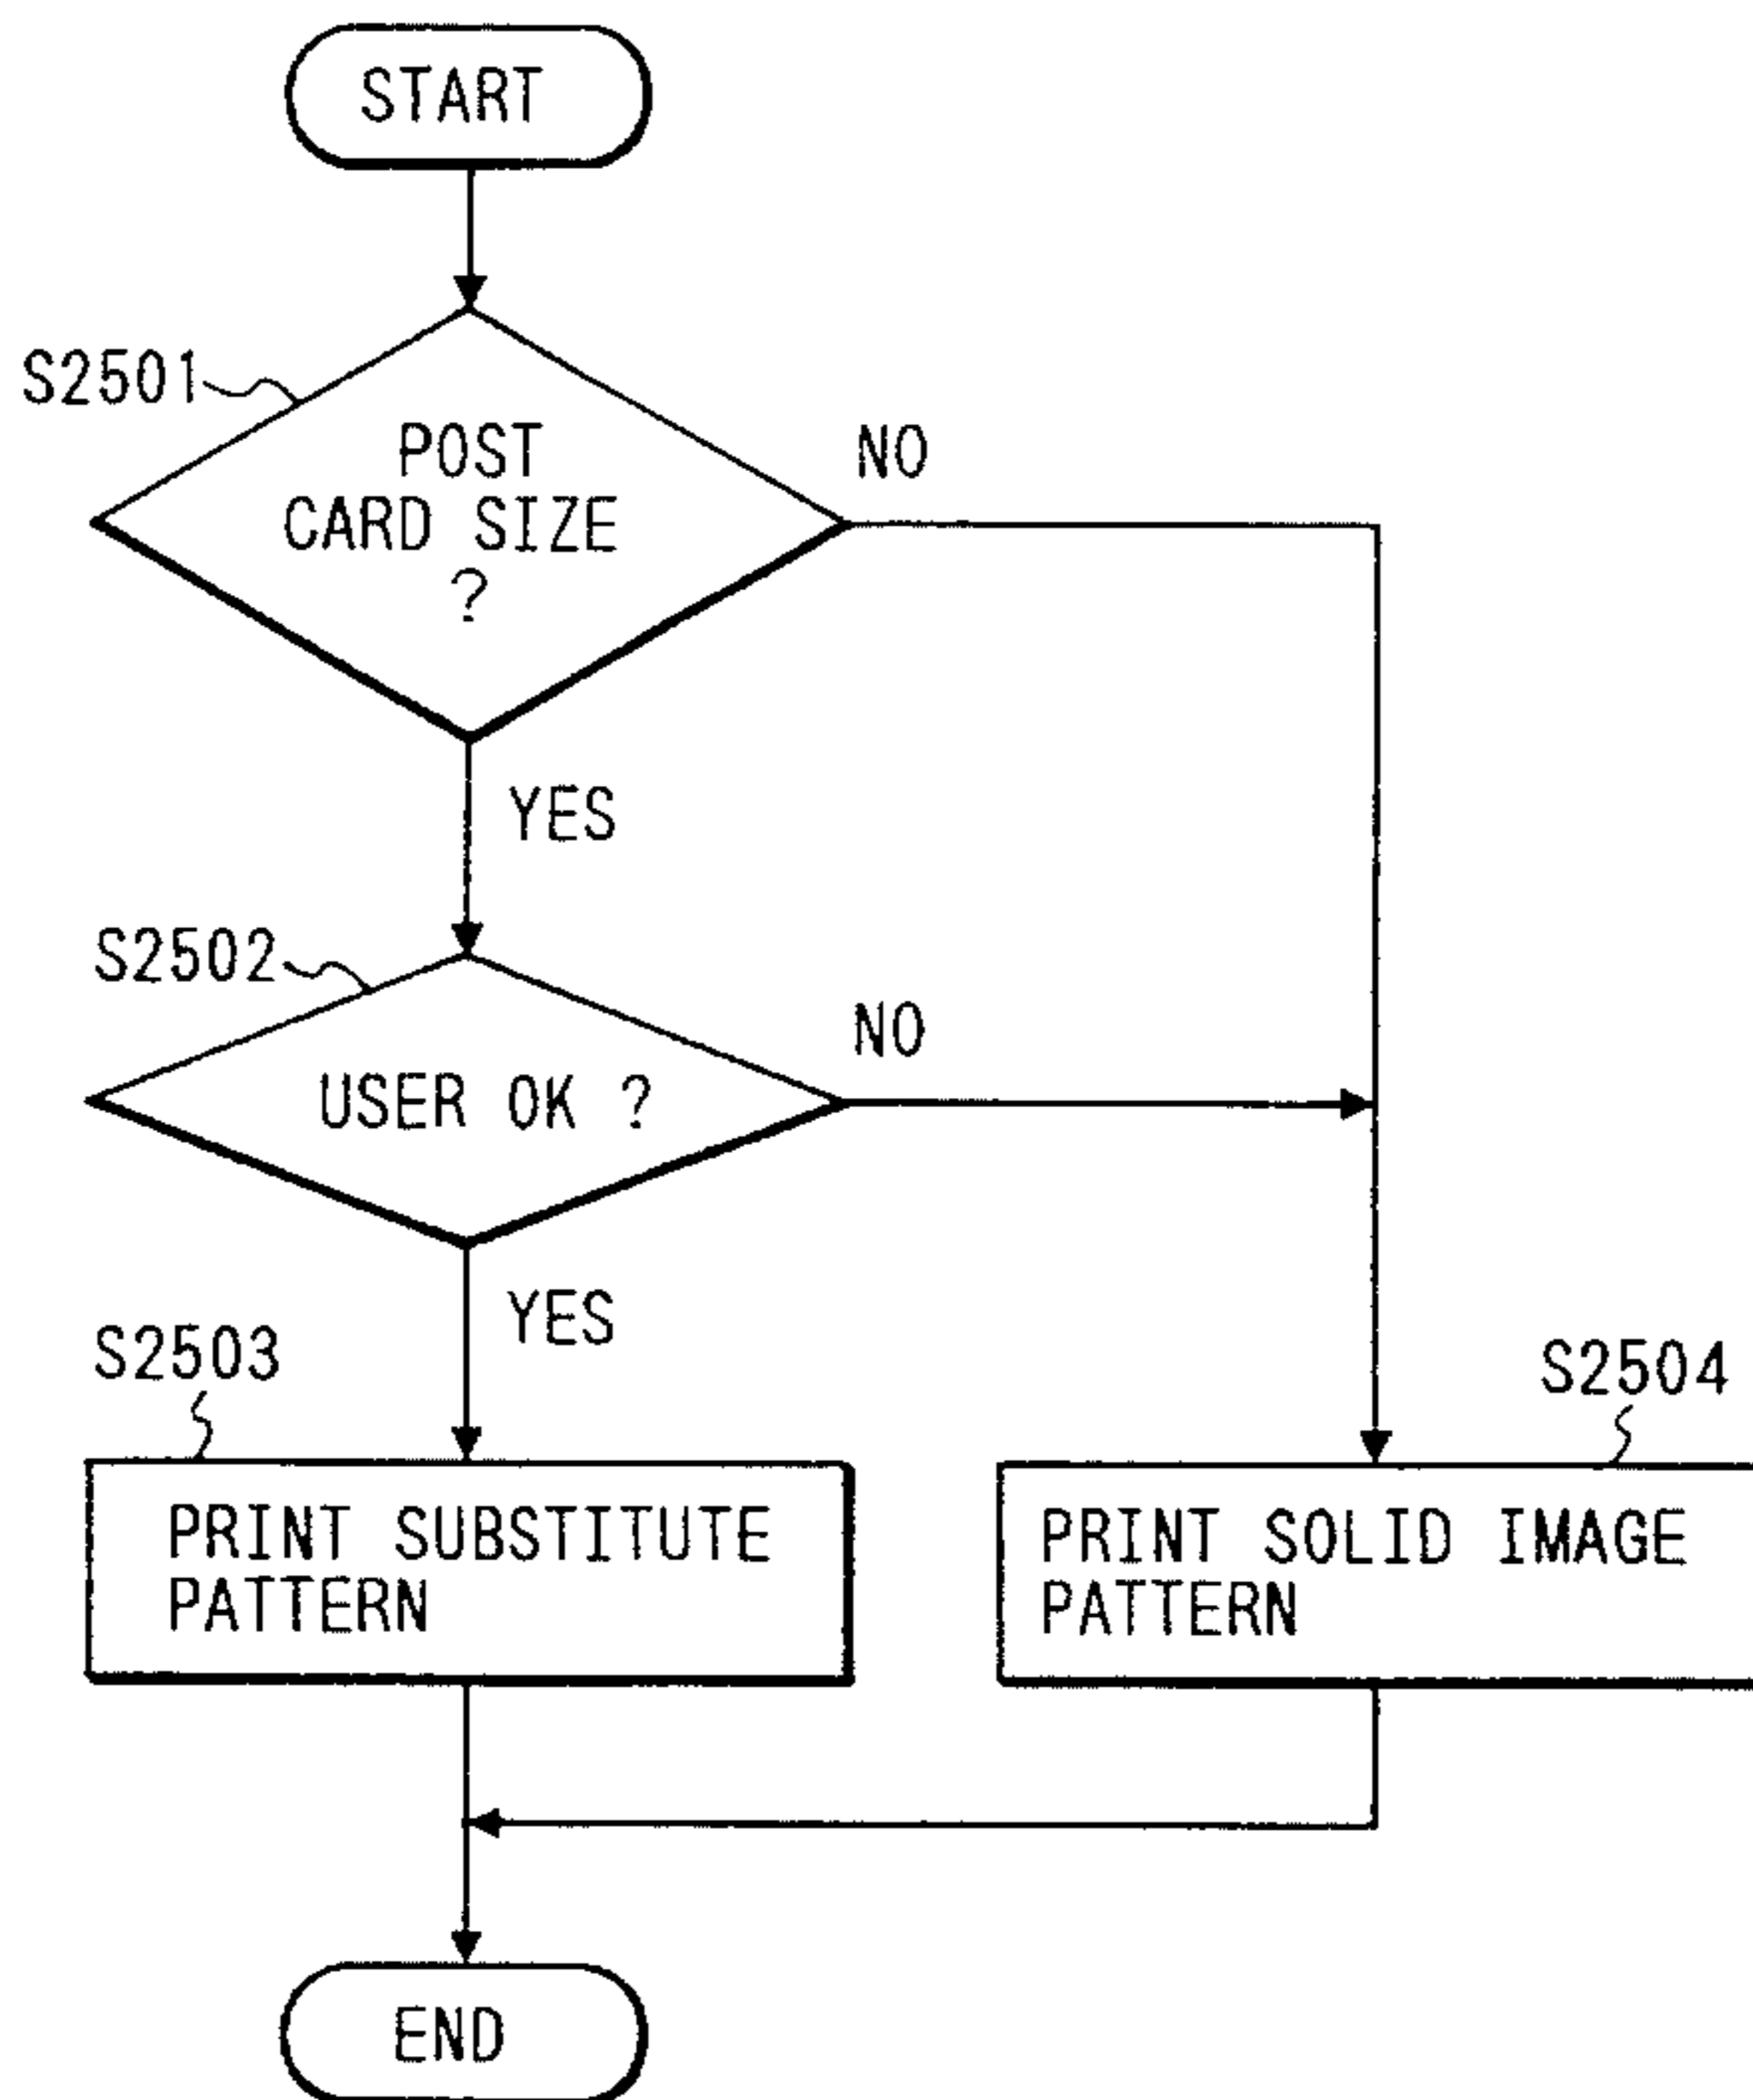 START
S2501
POST
CARD SIZE
?
NO
YES
S2502
USER OK ?
NO
YES
S2503
PRINT SUBSTITUTE
PATTERN
S2504
PRINT SOLID IMAGE
PATTERN
END